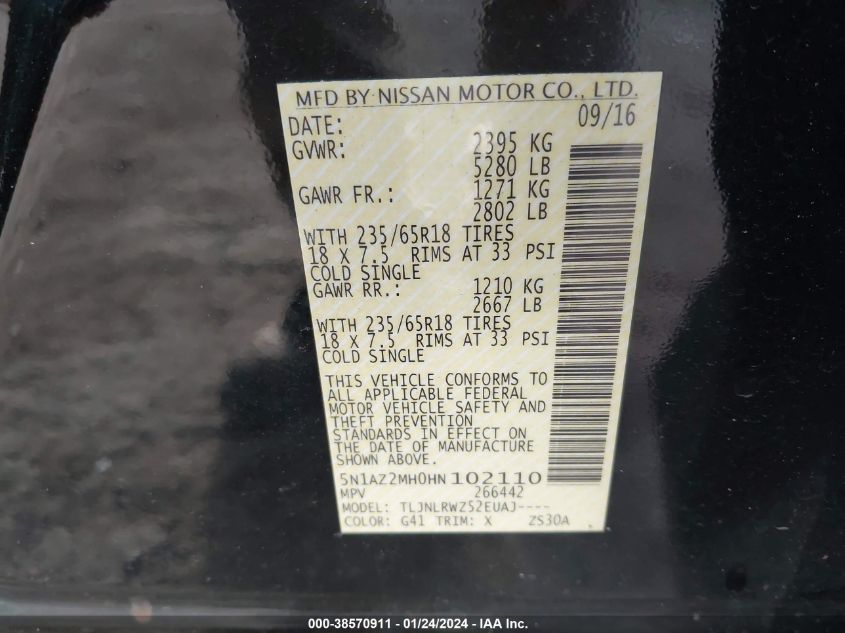 MFD BY NISSAN MOTOR CO., LTD.
DATE: 09/16
GVWR: 2395 KG
5280 LB
GAWR FR.: 1271 KG
2802 LB
WITH 235/65R18 TIRES
18 X 7.5 RIMS AT 33 PSI
COLD SINGLE
GAWR RR.: 1210 KG
2667 LB
WITH 235/65R18 TIRES
18 X 7.5 RIMS AT 33 PSI
COLD SINGLE
THIS VEHICLE CONFORMS TO
ALL APPLICABLE FEDERAL
MOTOR VEHICLE SAFETY AND
THEFT PREVENTION
STANDARDS IN EFFECT ON
THE DATE OF MANUFACTURE
SHOWN ABOVE.
5N1AZ2MH0HN102110
MPV 266442
MODEL: TLJNLRWZ52EUAJ----
COLOR: G41 TRIM: X ZS30A
000-38570911 - 01/24/2024 - IAA Inc.